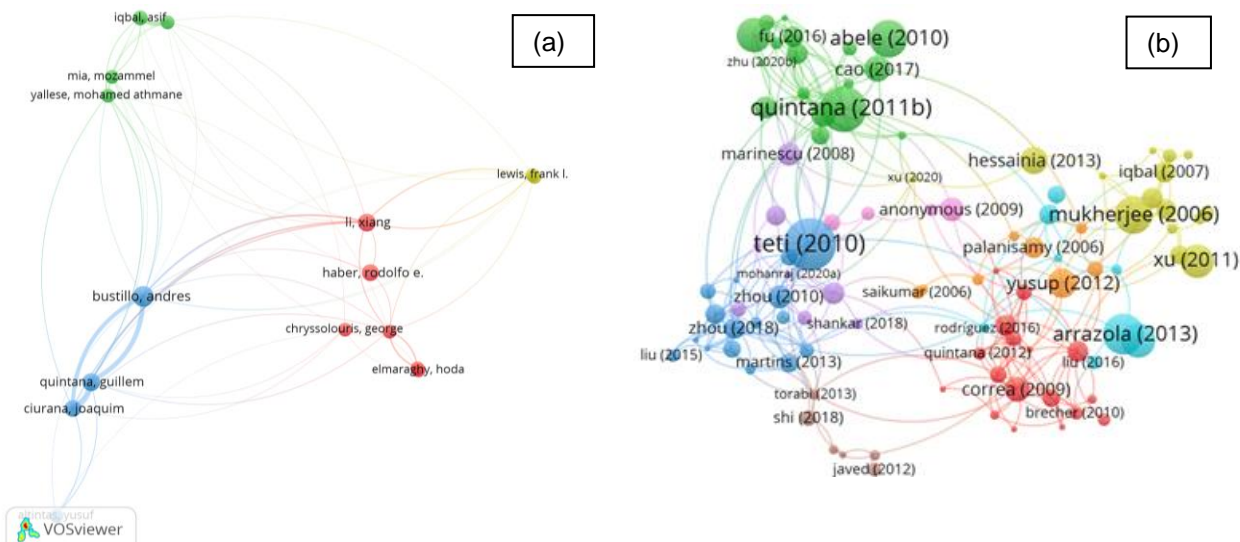 iqbal, asif
(a)
mia, mozammel
yallese, mohamed athmane
lewis, frank l.
li, xiang
haber, rodolfo e.
bustillo, andres
chryssolouris, george
elmaraghy, hoda
quintana, guillem
ciurana, joaquim
altintas, yusuf
VOSviewer
(b)
fu (2016)
abele (2010)
zhu (2020b)
cao (2017)
quintana (2011b)
marinescu (2008)
hessainia (2013)
iqbal (2007)
xu (2020)
anonymous (2009)
mukherjee (2006)
teti (2010)
palanisamy (2006)
xu (2011)
mohanraj (2020a)
zhou (2010)
saikumar (2006)
yusup (2012)
zhou (2018)
shankar (2018)
rodríguez (2016)
arrazola (2013)
liu (2015)
martins (2013)
quintana (2012)
liu (2016)
torabi (2013)
correa (2009)
shi (2018)
brecher (2010)
javed (2012)